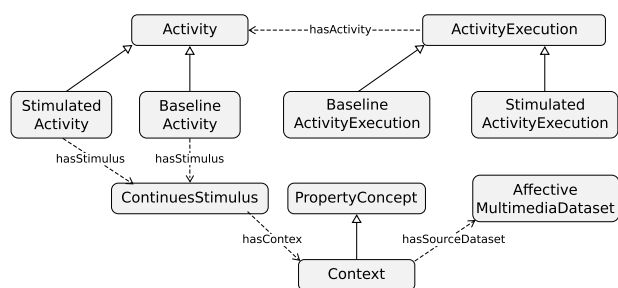 Activity
hasActivity
ActivityExecution
Stimulated
Activity
Baseline
Activity
Baseline
ActivityExecution
Stimulated
ActivityExecution
hasStimulus
hasStimulus
ContinuesStimulus
PropertyConcept
Affective
MultimediaDataset
hasContex
hasSourceDataset
Context